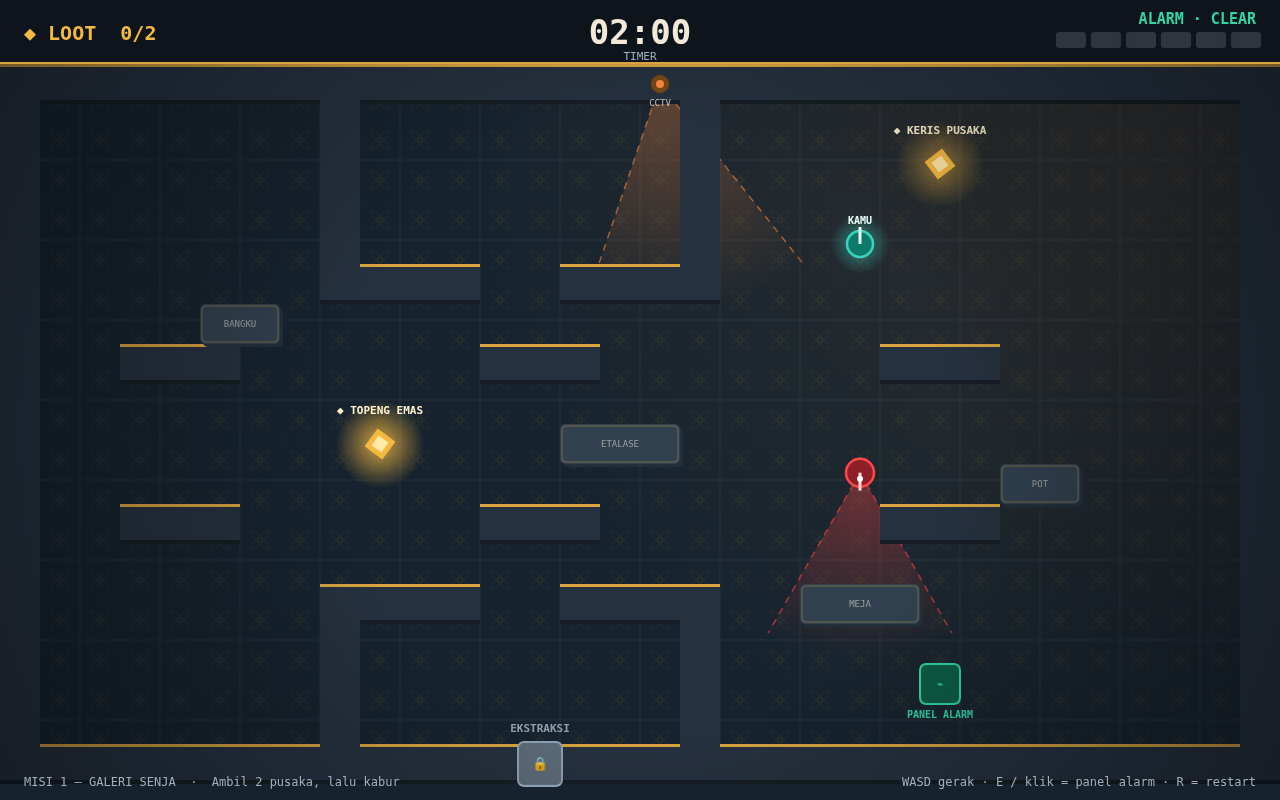 ◆ LOOT 0/2
02:00
TIMER
ALARM · CLEAR
CCTV
◆ KERIS PUSAKA
KAMU
BANGKU
◆ TOPENG EMAS
ETALASE
POT
MEJA
PANEL ALARM
EKSTRAKSI
MISI 1 — GALERI SENJA · Ambil 2 pusaka, lalu kabur
WASD gerak · E / klik = panel alarm · R = restart